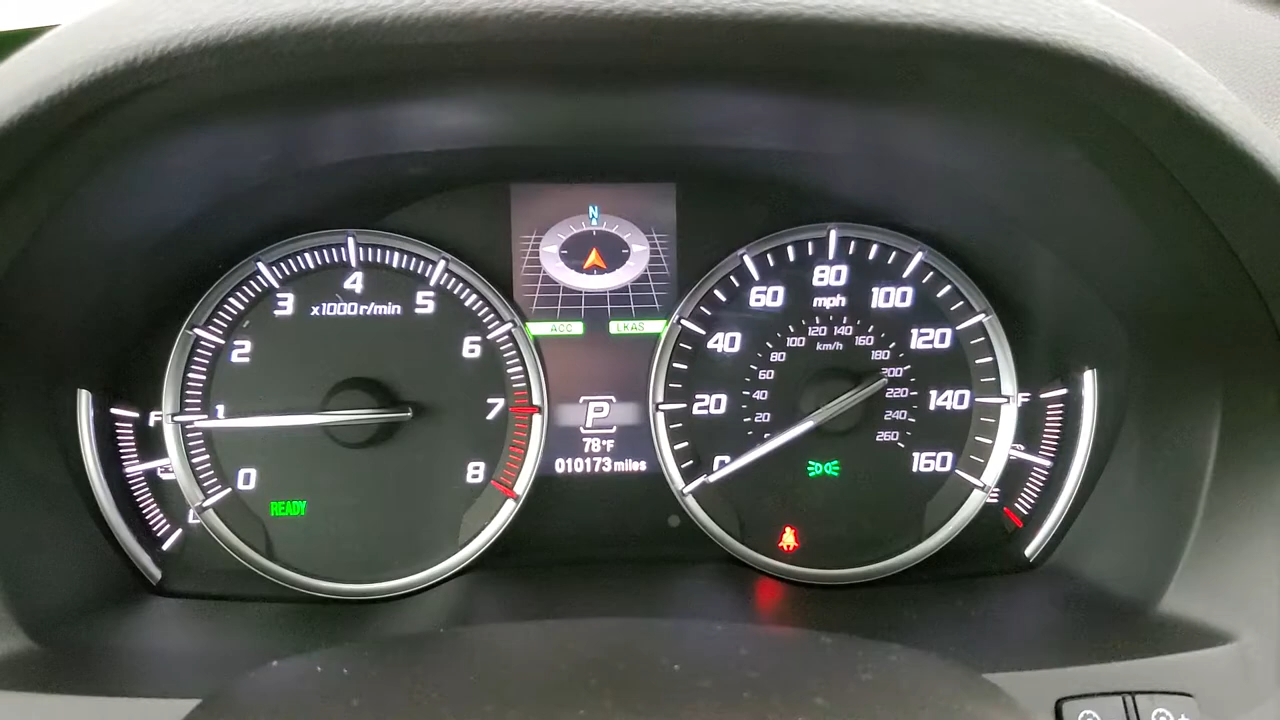 N
ACC LKAS
4
3 5
x1000r/min
2 6
1 7
0 8
READY
P
78°F
010173 miles
80
60 mph 100
40 120
20 140
0 160
120 140
100 km/h 160
80 180
60 200
40 220
20 240
260
F
F
E